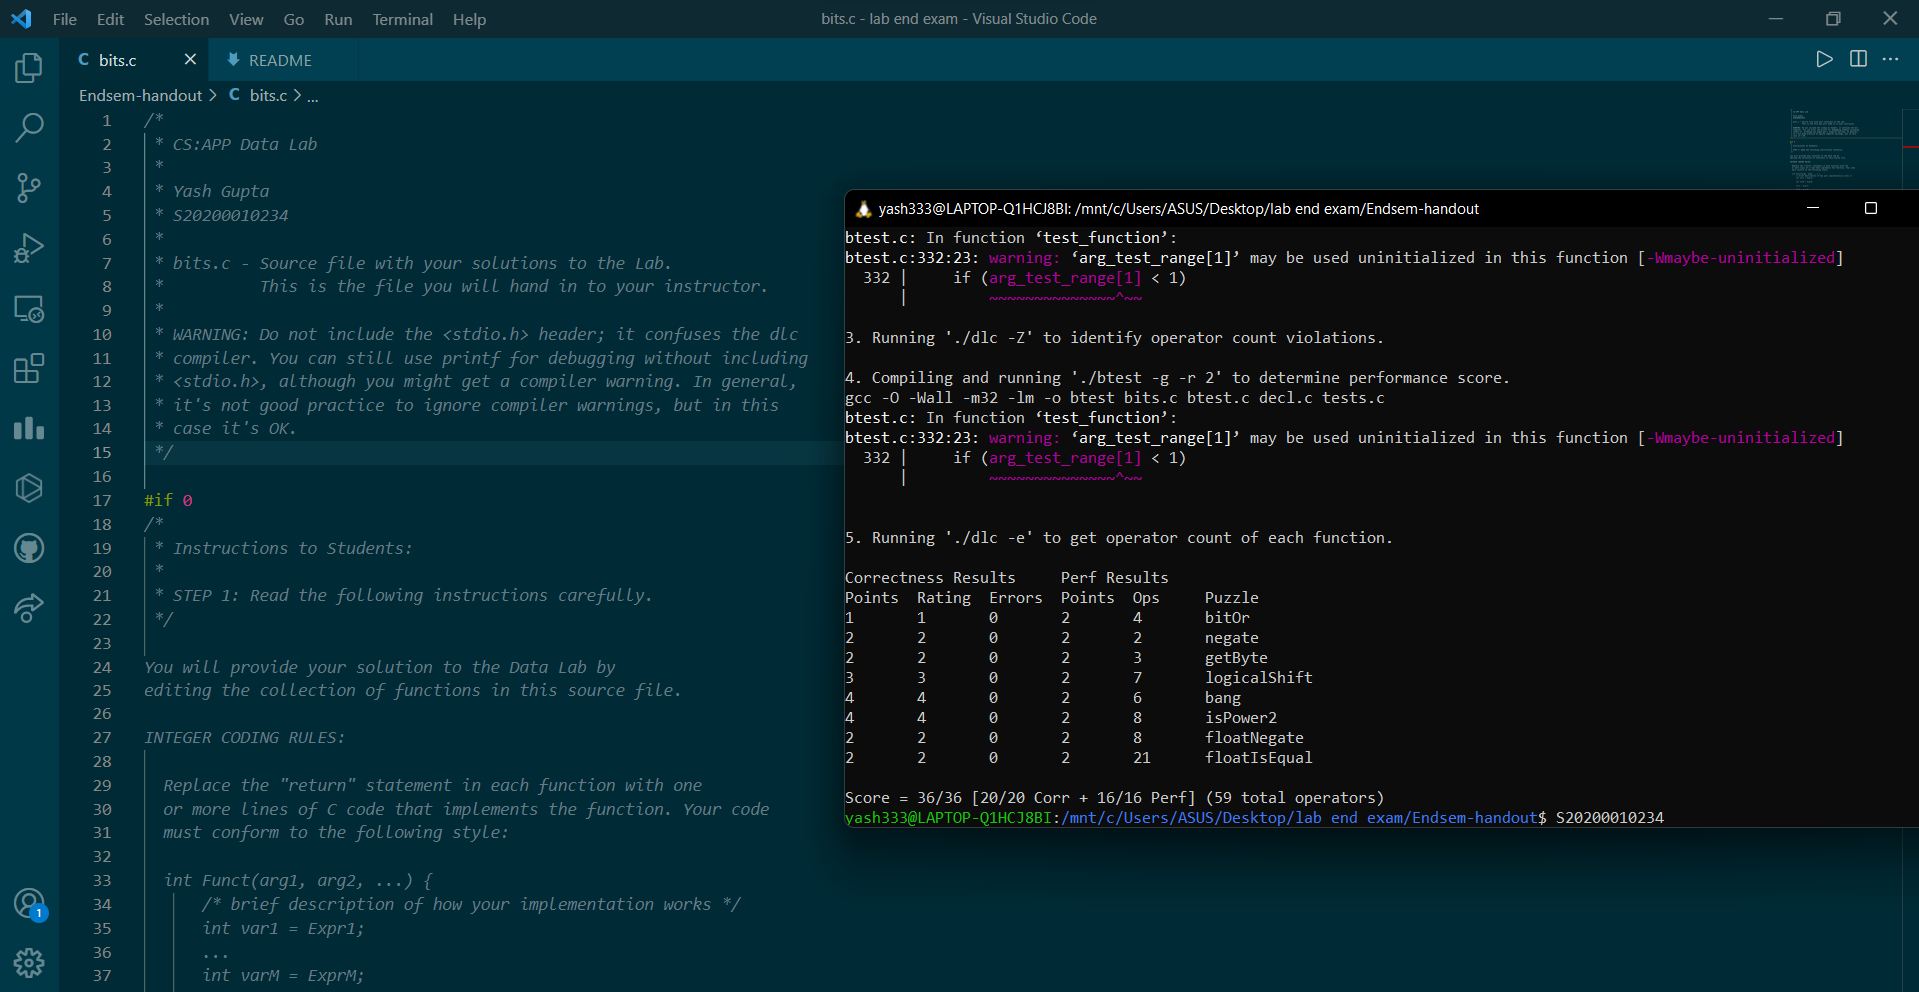 File Edit Selection View Go Run Terminal Help
bits.c - lab end exam - Visual Studio Code
C bits.c
README
Endsem-handout > C bits.c > ...
1 /*
2 * CS:APP Data Lab
3 *
4 * Yash Gupta
5 * S20200010234
6 *
7 * bits.c - Source file with your solutions to the Lab.
8 * This is the file you will hand in to your instructor.
9 *
10 * WARNING: Do not include the <stdio.h> header; it confuses the dlc
11 * compiler. You can still use printf for debugging without including
12 * <stdio.h>, although you might get a compiler warning. In general,
13 * it's not good practice to ignore compiler warnings, but in this
14 * case it's OK.
15 */
16
17 #if 0
18 /*
19 * Instructions to Students:
20 *
21 * STEP 1: Read the following instructions carefully.
22 */
23
24 You will provide your solution to the Data Lab by
25 editing the collection of functions in this source file.
26
27 INTEGER CODING RULES:
28
29 Replace the "return" statement in each function with one
30 or more lines of C code that implements the function. Your code
31 must conform to the following style:
32
33 int Funct(arg1, arg2, ...) {
34 /* brief description of how your implementation works */
35 int var1 = Expr1;
36 ...
37 int varM = ExprM;
1
yash333@LAPTOP-Q1HCJ8BI: /mnt/c/Users/ASUS/Desktop/lab end exam/Endsem-handout
btest.c: In function ‘test_function’:
btest.c:332:23: warning: ‘arg_test_range[1]’ may be used uninitialized in this function [-Wmaybe-uninitialized]
332 | if (arg_test_range[1] < 1)
| ~~~~~~~~~~~~~~^~~
3. Running './dlc -Z' to identify operator count violations.
4. Compiling and running './btest -g -r 2' to determine performance score.
gcc -O -Wall -m32 -lm -o btest bits.c btest.c decl.c tests.c
btest.c: In function ‘test_function’:
btest.c:332:23: warning: ‘arg_test_range[1]’ may be used uninitialized in this function [-Wmaybe-uninitialized]
332 | if (arg_test_range[1] < 1)
| ~~~~~~~~~~~~~~^~~
5. Running './dlc -e' to get operator count of each function.
Correctness Results Perf Results
Points Rating Errors Points Ops Puzzle
1 1 0 2 4 bitOr
2 2 0 2 2 negate
2 2 0 2 3 getByte
3 3 0 2 7 logicalShift
4 4 0 2 6 bang
4 4 0 2 8 isPower2
2 2 0 2 8 floatNegate
2 2 0 2 21 floatIsEqual
Score = 36/36 [20/20 Corr + 16/16 Perf] (59 total operators)
yash333@LAPTOP-Q1HCJ8BI:/mnt/c/Users/ASUS/Desktop/lab end exam/Endsem-handout$ S20200010234